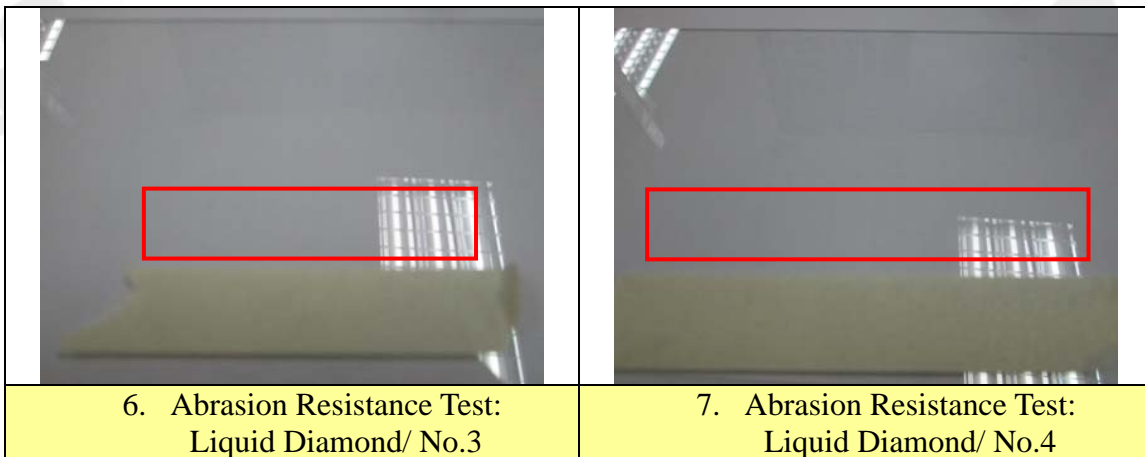 6. Abrasion Resistance Test:
Liquid Diamond/ No.3
7. Abrasion Resistance Test:
Liquid Diamond/ No.4